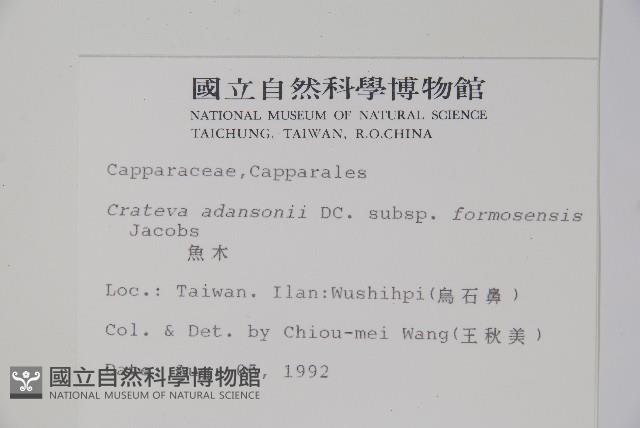 國立自然科學博物館
NATIONAL MUSEUM OF NATURAL SCIENCE
TAICHUNG, TAIWAN, R.O.CHINA
Capparaceae,Capparales
Crateva adansonii DC. subsp. formosensis
Jacobs
魚木
Loc.: Taiwan. Ilan:Wushihpi(烏石鼻)
Col. & Det. by Chiou-mei Wang(王秋美)
1992
國立自然科學博物館
NATIONAL MUSEUM OF NATURAL SCIENCE